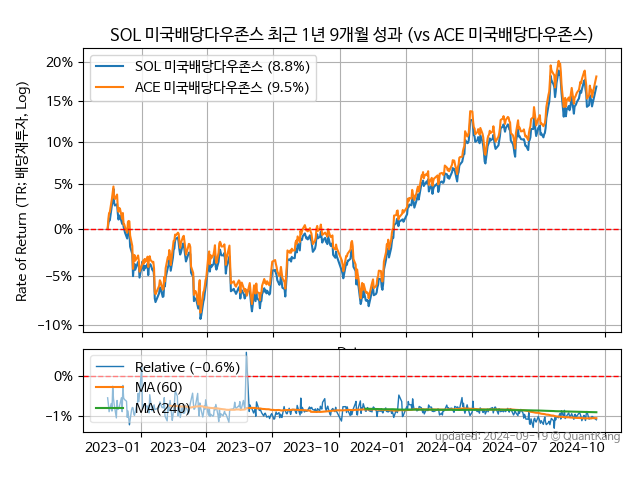 SOL 미국배당다우존스 최근 1년 9개월 성과 (vs ACE 미국배당다우존스)
Rate of Return (TR: 배당재투자, Log)
20%
15%
10%
5%
0%
−5%
−10%
SOL 미국배당다우존스 (8.8%)
ACE 미국배당다우존스 (9.5%)
0%
−1%
Relative (−0.6%)
MA(60)
MA(240)
updated: 2024-09-19 © QuantKang
2023−01 2023−04 2023−07 2023−10 2024−01 2024−04 2024−07 2024−10